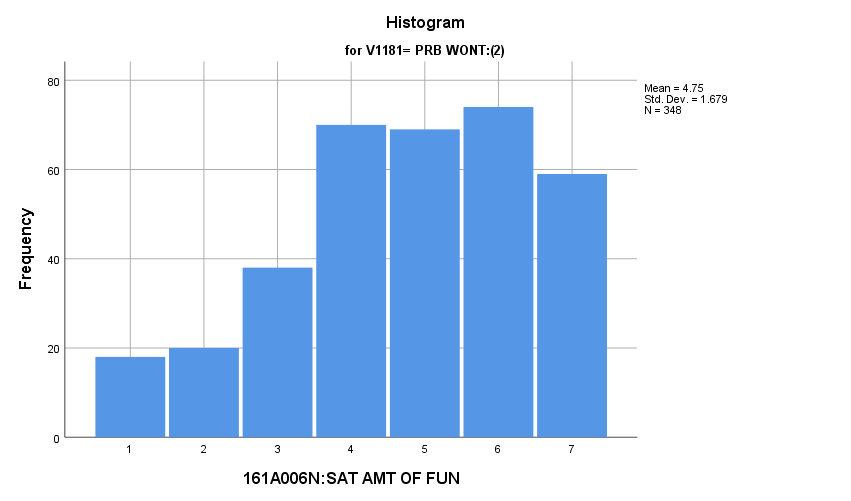 Histogram
for V1181= PRB WONT:(2)
Mean = 4.75
Std. Dev. = 1.679
N = 348
Frequency
80
60
40
20
0
1 2 3 4 5 6 7
161A006N:SAT AMT OF FUN